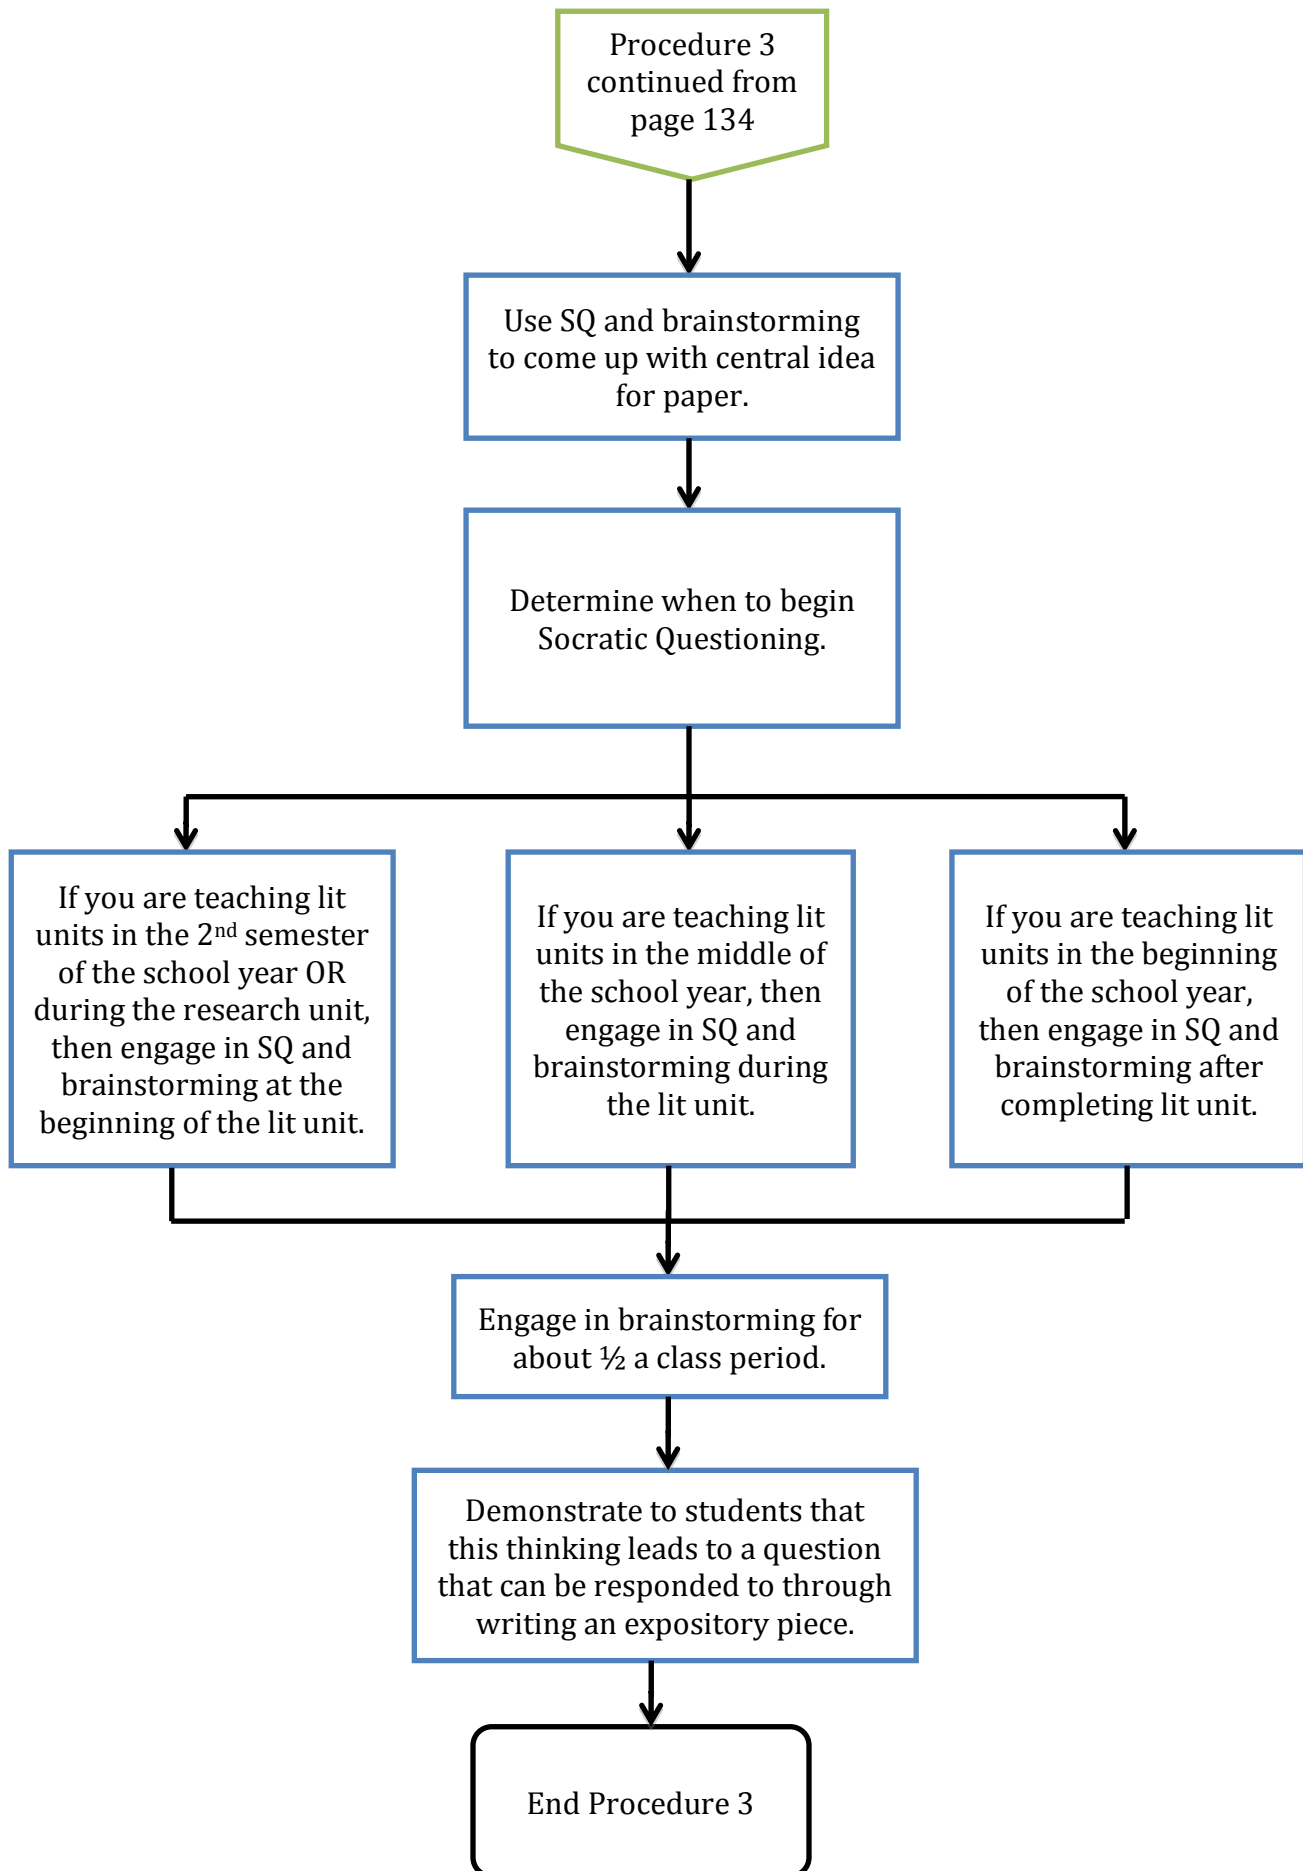 Procedure 3
continued from
page 134
Use SQ and brainstorming
to come up with central idea
for paper.
Determine when to begin
Socratic Questioning.
If you are teaching lit
units in the 2nd semester
of the school year OR
during the research unit,
then engage in SQ and
brainstorming at the
beginning of the lit unit.
If you are teaching lit
units in the middle of
the school year, then
engage in SQ and
brainstorming during
the lit unit.
If you are teaching lit
units in the beginning
of the school year,
then engage in SQ and
brainstorming after
completing lit unit.
Engage in brainstorming for
about ½ a class period.
Demonstrate to students that
this thinking leads to a question
that can be responded to through
writing an expository piece.
End Procedure 3